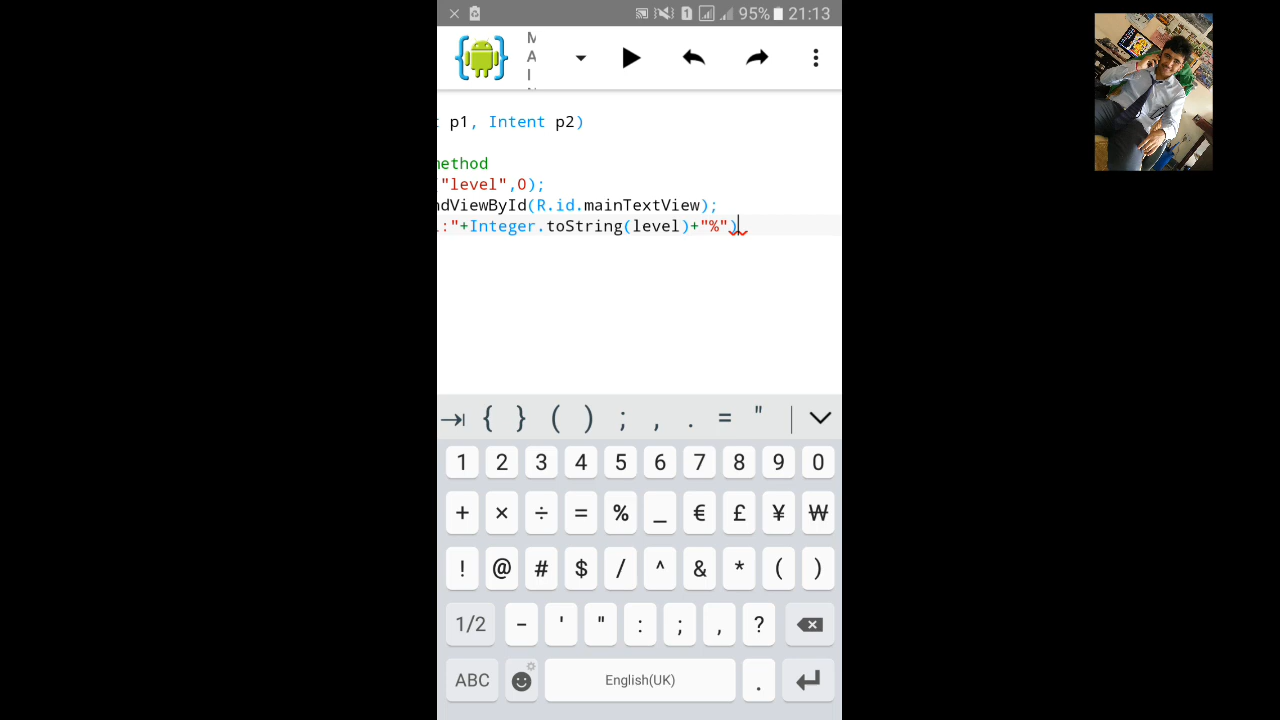 95% 21:13
M
A
I
p1, Intent p2)
method
"level",0);
ndViewById(R.id.mainTextView);
:"+Integer.toString(level)+"%")
{ } ( ) ; , . = "
1 2 3 4 5 6 7 8 9 0
+ × ÷ = % _ € £ ¥ ₩
! @ # $ / ^ & * ( )
1/2 - ' " : ; , ?
ABC English(UK) .